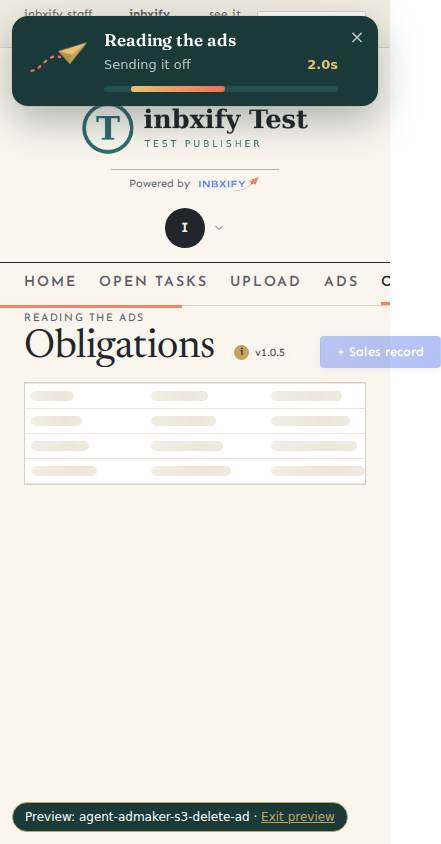 inbxify staff inbxify see it
Reading the ads
Sending it off 2.0s
T inbxify Test
TEST PUBLISHER
Powered by INBXIFY
I
HOME OPEN TASKS UPLOAD ADS
READING THE ADS
Obligations i v1.0.5 + Sales record
Preview: agent-admaker-s3-delete-ad · Exit preview